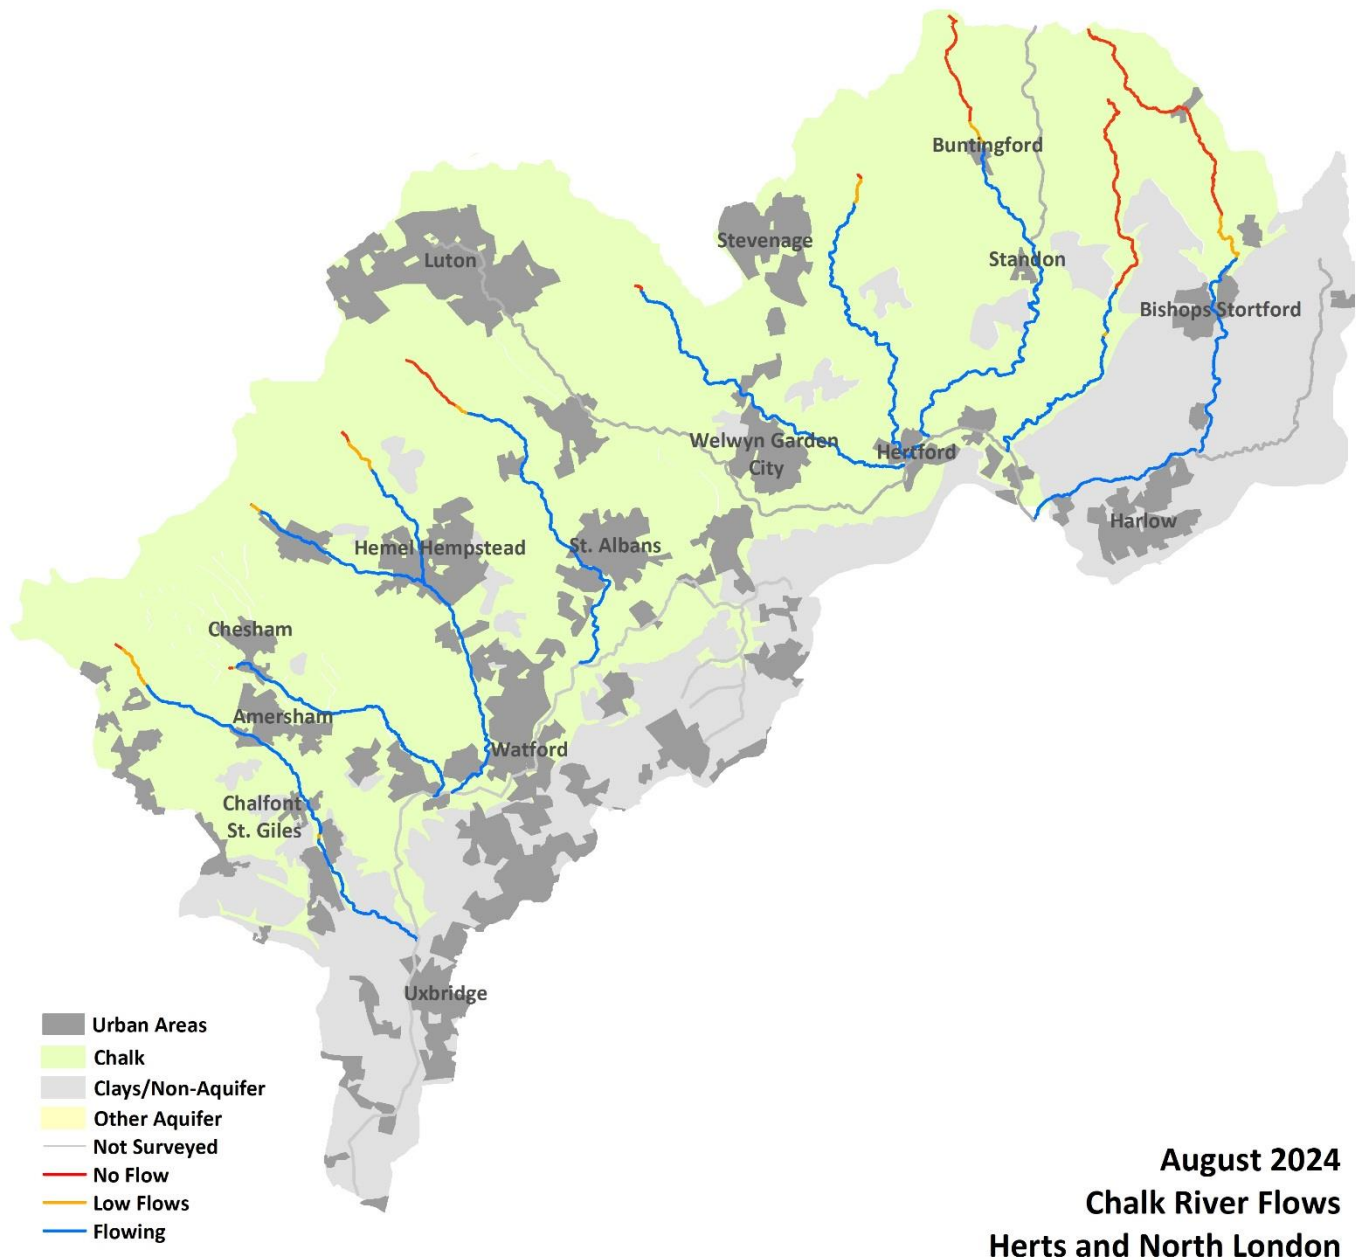 Buntingford
Stevenage
Luton
Standon
Bishops Stortford
Welwyn Garden
City
Hertford
Harlow
Hemel Hempstead
St. Albans
Chesham
Amersham
Watford
Chalfont
St. Giles
Uxbridge
Urban Areas
Chalk
Clays/Non-Aquifer
Other Aquifer
Not Surveyed
No Flow
Low Flows
Flowing
August 2024
Chalk River Flows
Herts and North London